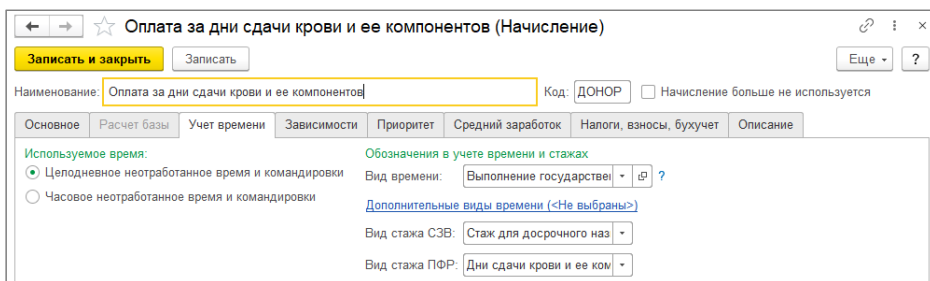 Оплата за дни сдачи крови и ее компонентов (Начисление)
Записать и закрыть Записать Еще ?
Наименование: Оплата за дни сдачи крови и ее компонентов Код: ДОНОР Начисление больше не используется
Основное Расчет базы Учет времени Зависимости Приоритет Средний заработок Налоги, взносы, бухучет Описание
Используемое время: Обозначения в учете времени и стажах
Целодневное неотработанное время и командировки Вид времени: Выполнение государствен ?
Часовое неотработанное время и командировки
Дополнительные виды времени (<Не выбраны>)
Вид стажа СЗВ: Стаж для досрочного наз
Вид стажа ПФР: Дни сдачи крови и ее ком